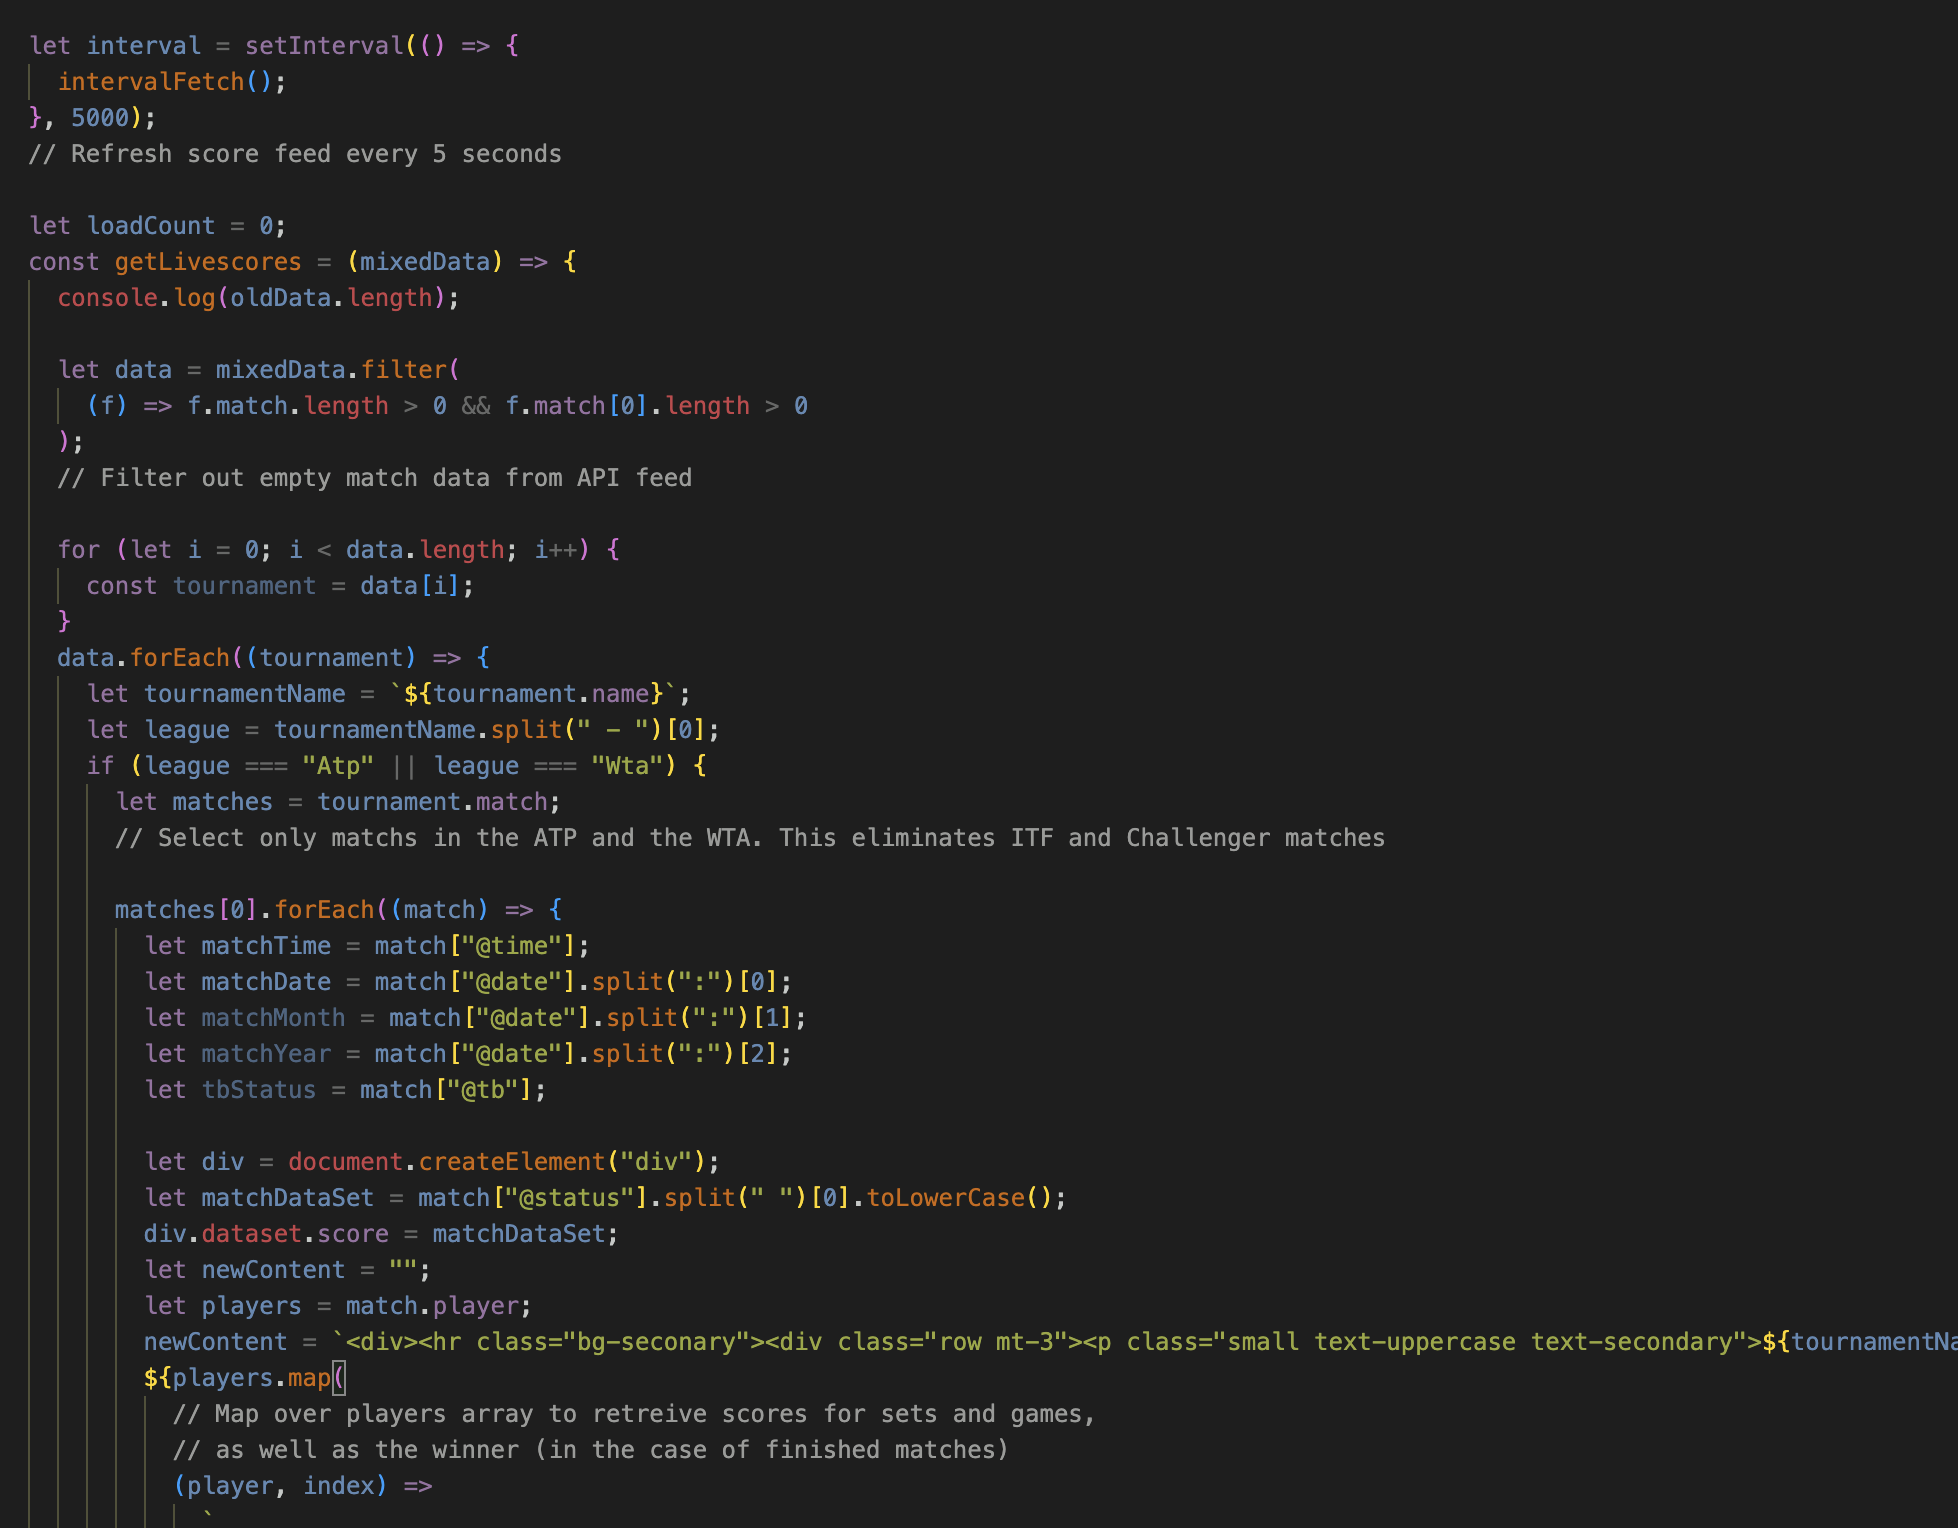 let interval = setInterval(() => {
  intervalFetch();
}, 5000);
// Refresh score feed every 5 seconds

let loadCount = 0;
const getLivescores = (mixedData) => {
  console.log(oldData.length);

  let data = mixedData.filter(
    (f) => f.match.length > 0 && f.match[0].length > 0
  );
  // Filter out empty match data from API feed

  for (let i = 0; i < data.length; i++) {
    const tournament = data[i];
  }
  data.forEach((tournament) => {
    let tournamentName = `${tournament.name}`;
    let league = tournamentName.split(" - ")[0];
    if (league === "Atp" || league === "Wta") {
      let matches = tournament.match;
      // Select only matchs in the ATP and the WTA. This eliminates ITF and Challenger matches

      matches[0].forEach((match) => {
        let matchTime = match["@time"];
        let matchDate = match["@date"].split(":")[0];
        let matchMonth = match["@date"].split(":")[1];
        let matchYear = match["@date"].split(":")[2];
        let tbStatus = match["@tb"];

        let div = document.createElement("div");
        let matchDataSet = match["@status"].split(" ")[0].toLowerCase();
        div.dataset.score = matchDataSet;
        let newContent = "";
        let players = match.player;
        newContent = `<div><hr class="bg-seconary"><div class="row mt-3"><p class="small text-uppercase text-secondary">${tournamentNa
        ${players.map(
          // Map over players array to retreive scores for sets and games,
          // as well as the winner (in the case of finished matches)
          (player, index) =>
            `